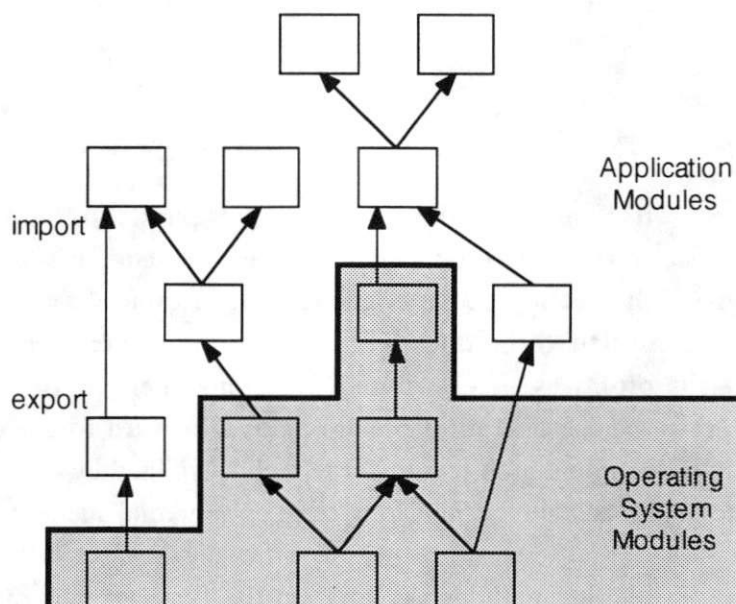 Application
Modules
import
export
Operating
System
Modules